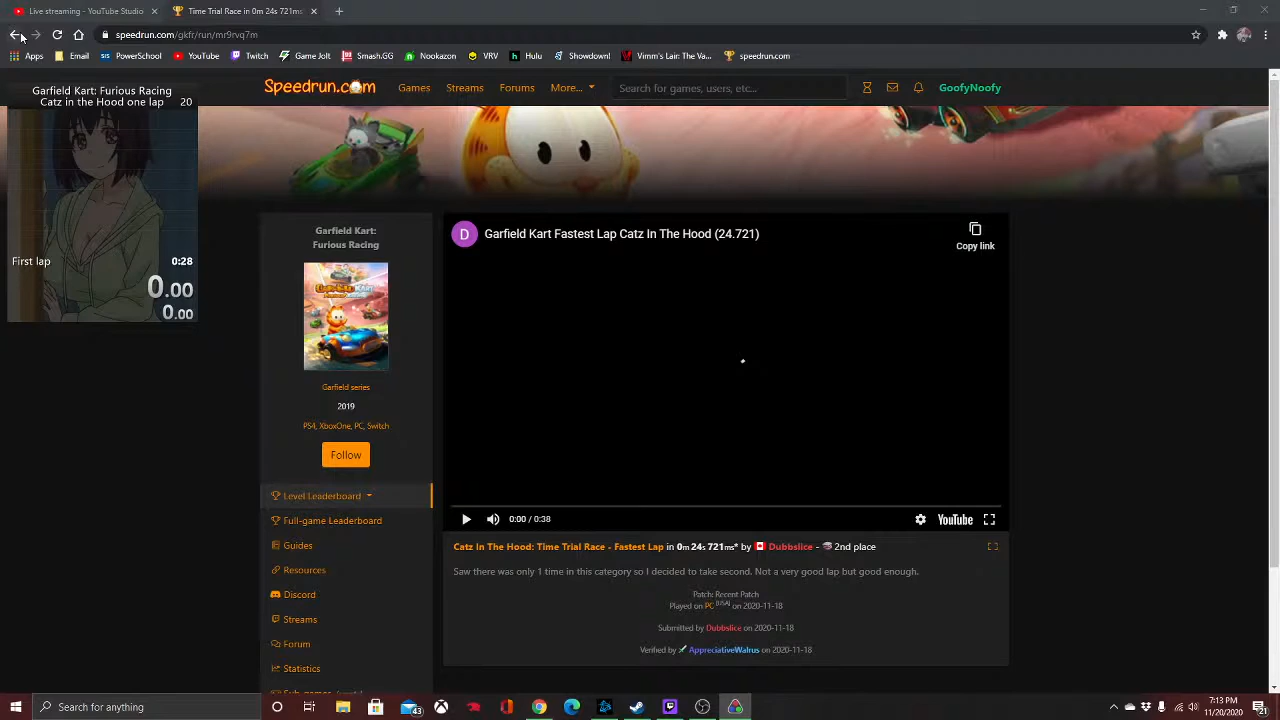 Live streaming - YouTube Studio
Time Trial Race in 0m 24s 721ms
speedrun.com/gkfr/run/mr9rvq7m
Apps
Email
SIS PowerSchool
YouTube
Twitch
Game Jolt
Smash.GG
Nookazon
VRV
h Hulu
Showdown!
Vimm's Lair: The Va...
speedrun.com
Garfield Kart: Furious Racing
Catz in the Hood one lap 20
First lap 0:28
0.00
0.00
Speedrun.com
Games
Streams
Forums
More...
Search for games, users, etc...
GoofyNoofy
Garfield Kart:
Furious Racing
Garfield series
2019
PS4, XboxOne, PC, Switch
Follow
Level Leaderboard
Full-game Leaderboard
Guides
Resources
Discord
Streams
Forum
Statistics
D
Garfield Kart Fastest Lap Catz In The Hood (24.721)
Copy link
0:00 / 0:38
YouTube
Catz In The Hood: Time Trial Race - Fastest Lap in 0m 24s 721ms* by Dubbslice - 2nd place
Saw there was only 1 time in this category so I decided to take second. Not a very good lap but good enough.
Patch: Recent Patch
Played on PC [USA] on 2020-11-18
Submitted by Dubbslice on 2020-11-18
Verified by AppreciativeWalrus on 2020-11-18
Search for anything
43
7:13 PM
11/20/2020